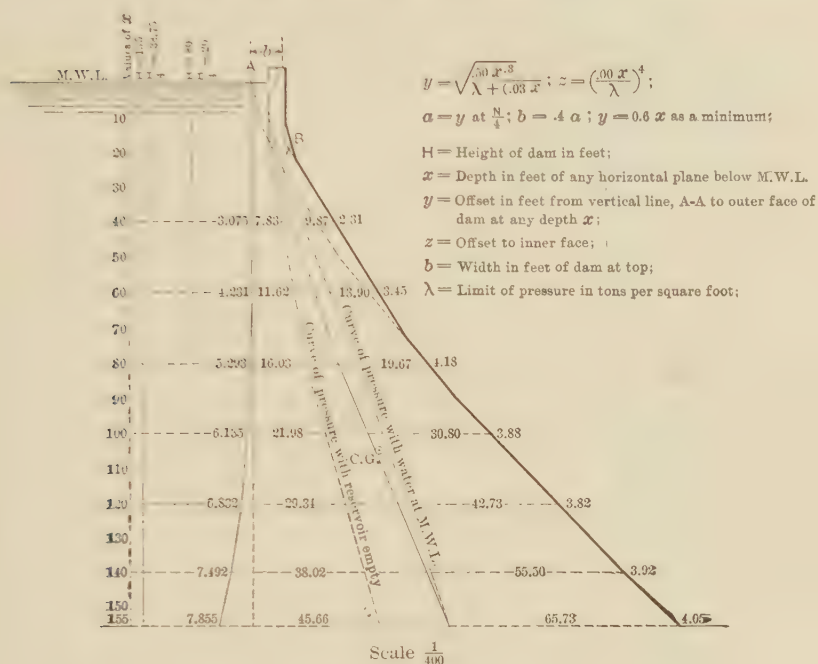 Values of x
A b
M.W.L.
y = √(.50 x³ / λ + (.03 x) ; z = (.00 x / λ)⁴ ;
a = y at N/4 ; b = .4 a ; y = 0.6 x as a minimum;
H = Height of dam in feet;
x = Depth in feet of any horizontal plane below M.W.L.
y = Offset in feet from vertical line, A-A to outer face of
dam at any depth x ;
z = Offset to inner face;
b = Width in feet of dam at top;
λ = Limit of pressure in tons per square foot;
10
B
20
30
40 3.075 7.83 9.87 2.31
50
60 4.231 11.62 13.90 3.45
70
80 5.293 16.03 19.67 4.18
90
100 6.135 21.98 30.80 3.88
C.G.
110
120 29.31 42.73 3.82
130
140 7.492 38.02 55.50 3.92
150
155 7.855 45.66 65.73 4.05
Curve of pressure with reservoir empty
Curve of pressure with water at M.W.L.
Scale 1/400